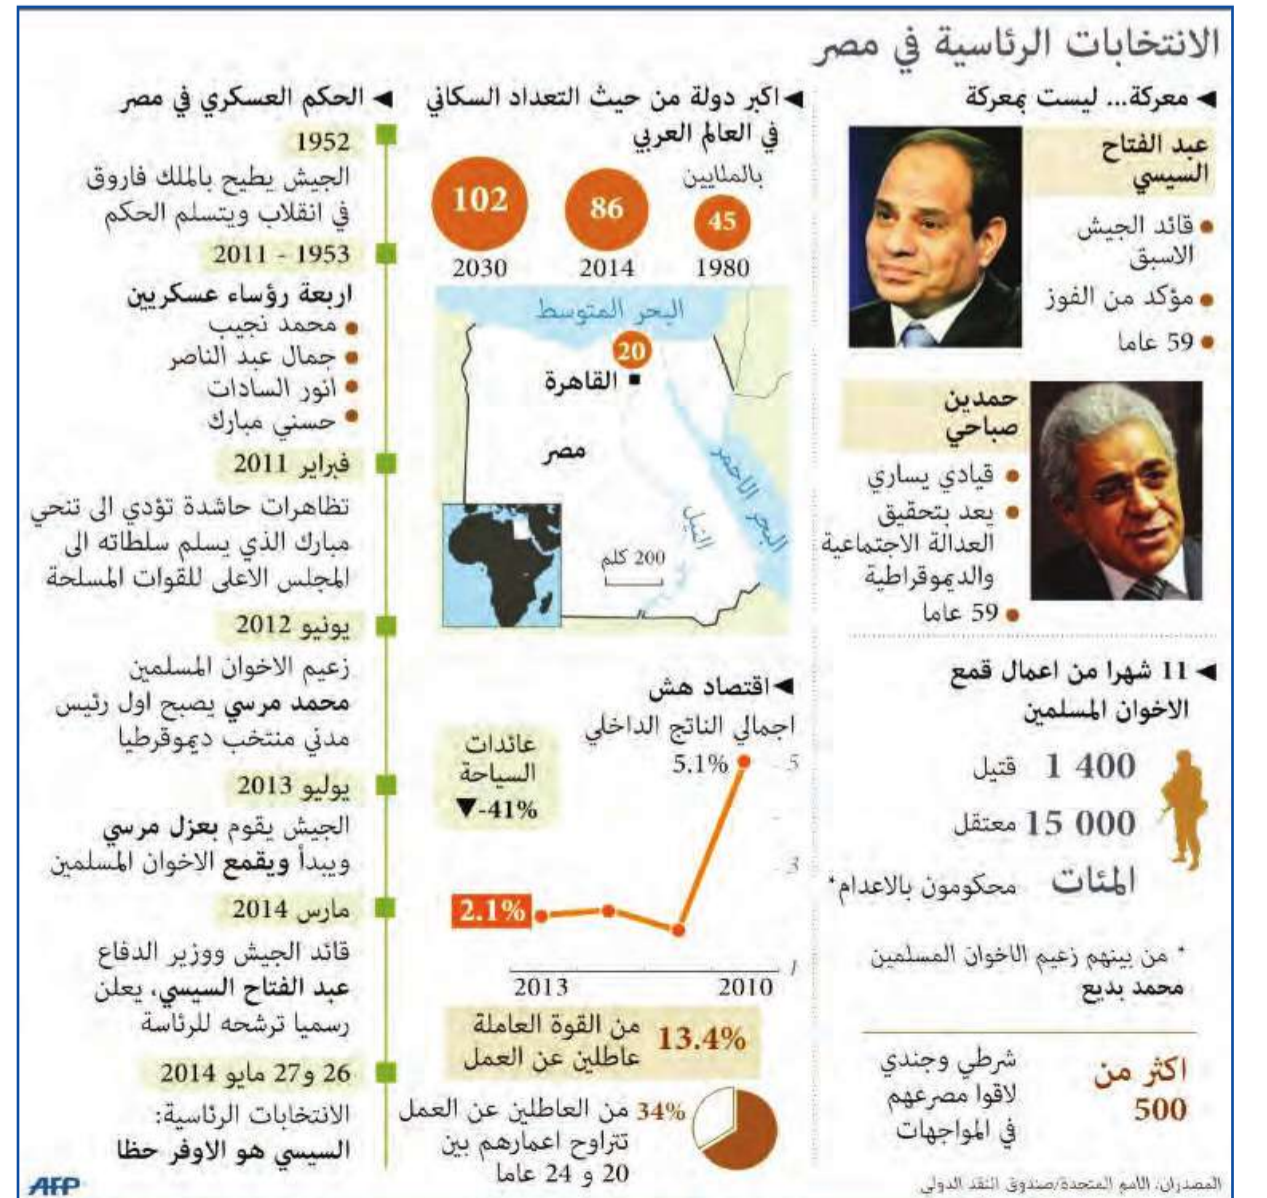 الانتخابات الرئاسية في مصر
◀ معركة... ليست بمعركة
عبد الفتاح
السيسي
• قائد الجيش
الاسبق
• مؤكد من الفوز
• 59 عاما
حمدين
صباحي
• قيادي يساري
• يعد بتحقيق
العدالة الاجتماعية
والديموقراطية
• 59 عاما
◀ 11 شهرا من اعمال قمع
الاخوان المسلمين
1 400 قتيل
15 000 معتقل
المئات محكومون بالاعدام*
* من بينهم زعيم الاخوان المسلمين
محمد بديع
اكثر من
500
شرطي وجندي
لاقوا مصرعهم
في المواجهات
◀ اكبر دولة من حيث التعداد السكاني
في العالم العربي
بالملايين
45
86
102
1980
2014
2030
البحر المتوسط
20
القاهرة
مصر
البحر الاحمر
النيل
200 كلم
◀ اقتصاد هش
اجمالي الناتج الداخلي
5
5.1%
3
2.1%
1
2010
2013
عائدات
السياحة
▼-41%
13.4% من القوة العاملة
عاطلين عن العمل
34% من العاطلين عن العمل
تتراوح اعمارهم بين
20 و 24 عاما
◀ الحكم العسكري في مصر
1952
الجيش يطيح بالملك فاروق
في انقلاب ويتسلم الحكم
1953 - 2011
اربعة رؤساء عسكريين
• محمد نجيب
• جمال عبد الناصر
• انور السادات
• حسني مبارك
فبراير 2011
تظاهرات حاشدة تؤدي الى تنحي
مبارك الذي يسلم سلطاته الى
المجلس الاعلى للقوات المسلحة
يونيو 2012
زعيم الاخوان المسلمين
محمد مرسي يصبح اول رئيس
مدني منتخب ديموقرطيا
يوليو 2013
الجيش يقوم بعزل مرسي
ويبدأ ويقمع الاخوان المسلمين
مارس 2014
قائد الجيش ووزير الدفاع
عبد الفتاح السيسي، يعلن
رسميا ترشحه للرئاسة
26 و27 مايو 2014
الانتخابات الرئاسية:
السيسي هو الاوفر حظا
المصدران: الأمم المتحدة/صندوق النقد الدولي
AFP